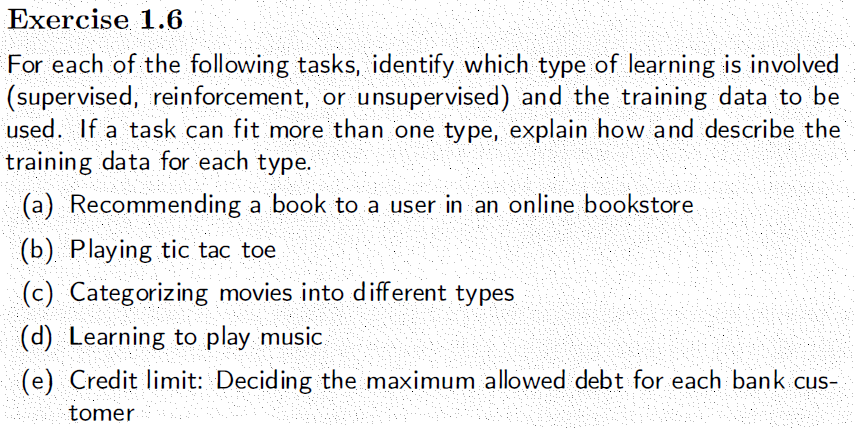 Exercise 1.6
For each of the following tasks, identify which type of learning is involved
(supervised, reinforcement, or unsupervised) and the training data to be
used. If a task can fit more than one type, explain how and describe the
training data for each type.
(a) Recommending a book to a user in an online bookstore
(b) Playing tic tac toe
(c) Categorizing movies into different types
(d) Learning to play music
(e) Credit limit: Deciding the maximum allowed debt for each bank cus-
tomer